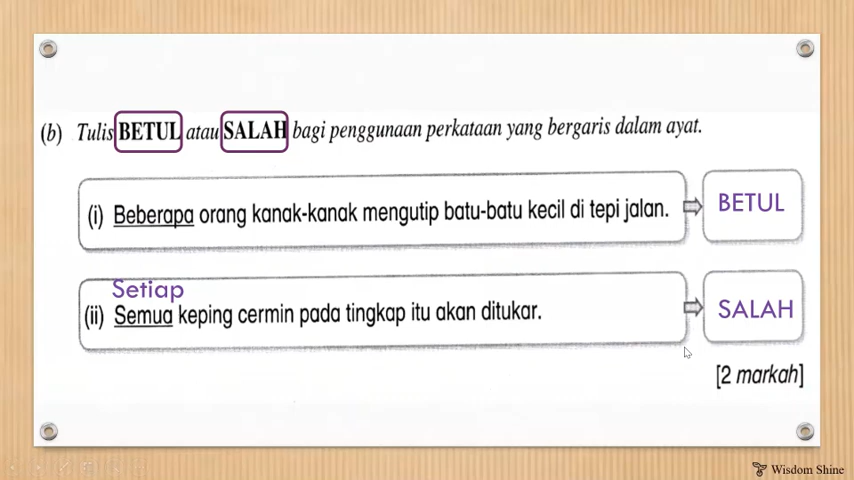 (b) Tulis BETUL atau SALAH bagi penggunaan perkataan yang bergaris dalam ayat.
(i) Beberapa orang kanak-kanak mengutip batu-batu kecil di tepi jalan.
BETUL
Setiap
(ii) Semua keping cermin pada tingkap itu akan ditukar.
SALAH
[2 markah]
Wisdom Shine